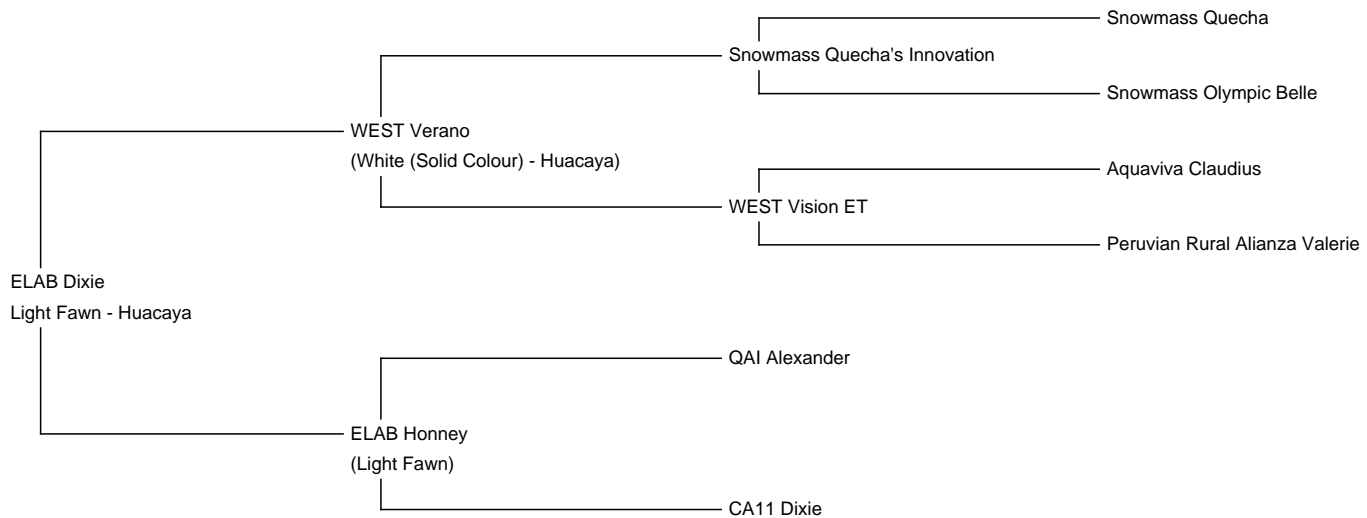 Snowmass Quecha
Snowmass Quecha's Innovation
Snowmass Olympic Belle
WEST Verano
(White (Solid Colour) - Huacaya)
Aquaviva Claudius
WEST Vision ET
Peruvian Rural Alianza Valerie
ELAB Dixie
Light Fawn - Huacaya
QAI Alexander
ELAB Honney
(Light Fawn)
CA11 Dixie